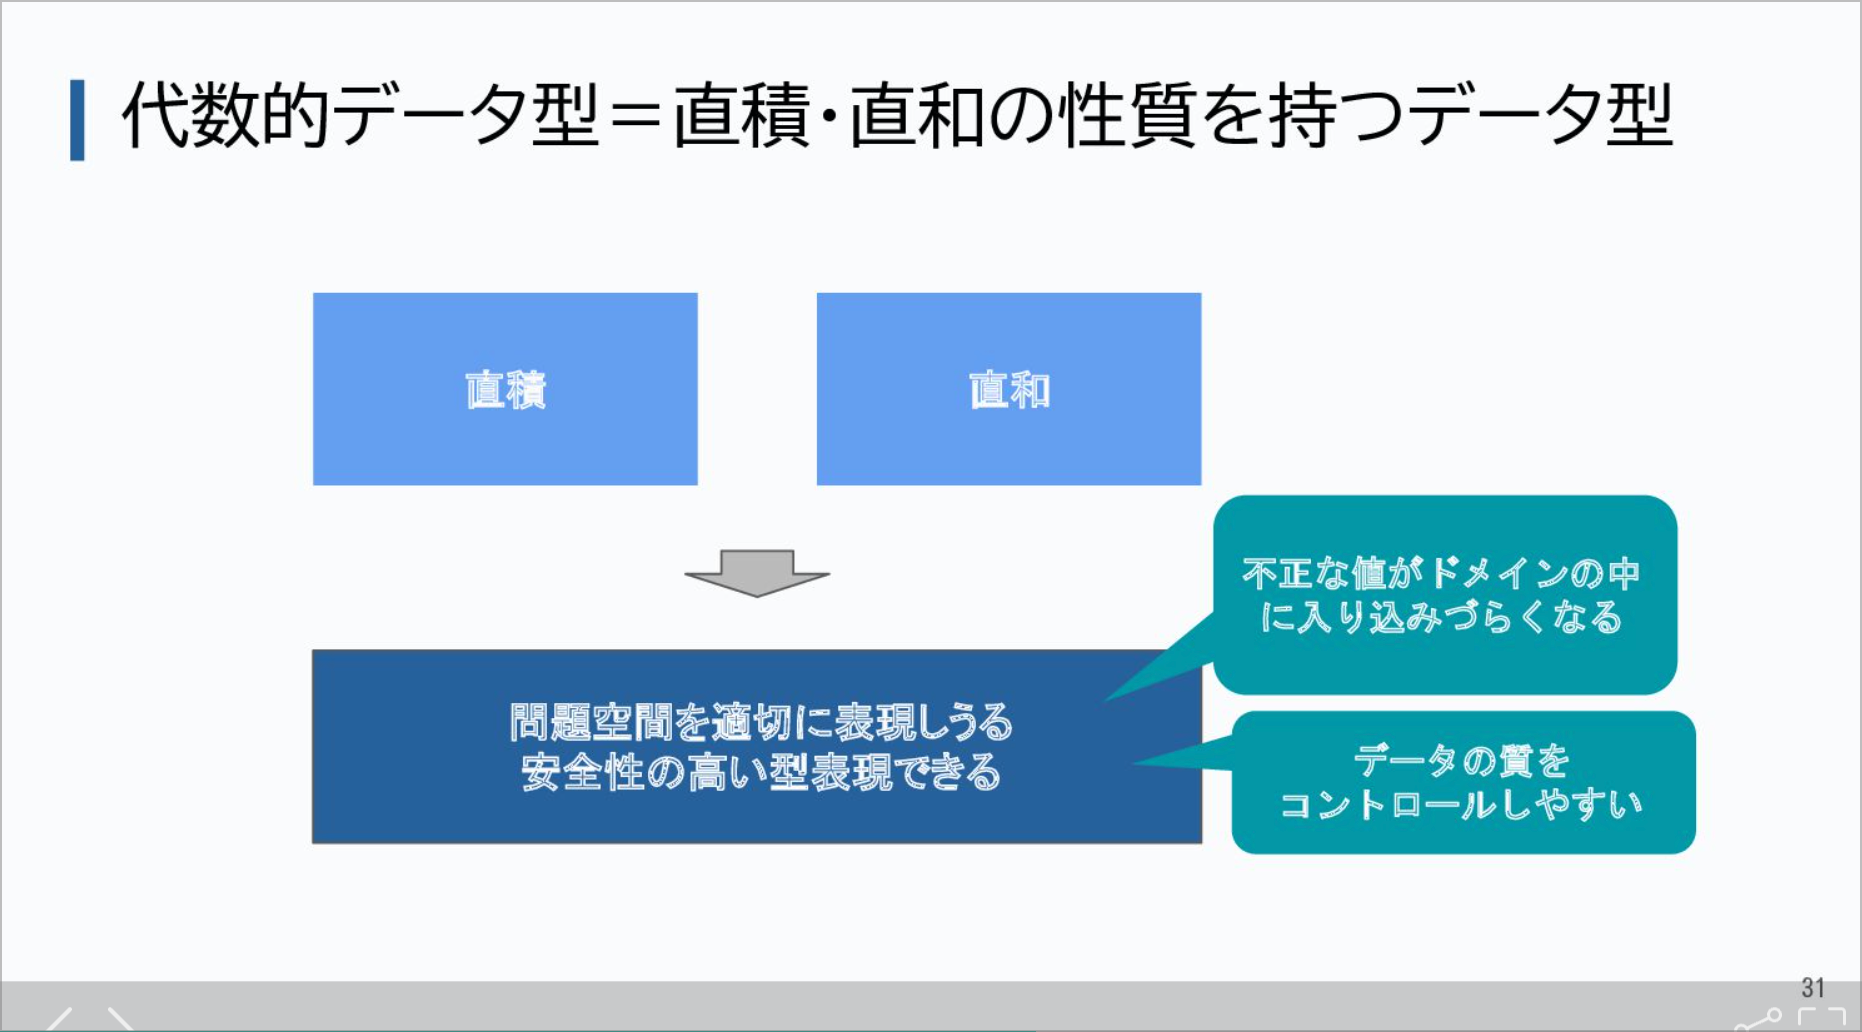 代数的データ型＝直積・直和の性質を持つデータ型
直積
直和
不正な値がドメインの中
に入り込みづらくなる
問題空間を適切に表現しうる
安全性の高い型表現できる
データの質を
コントロールしやすい
31